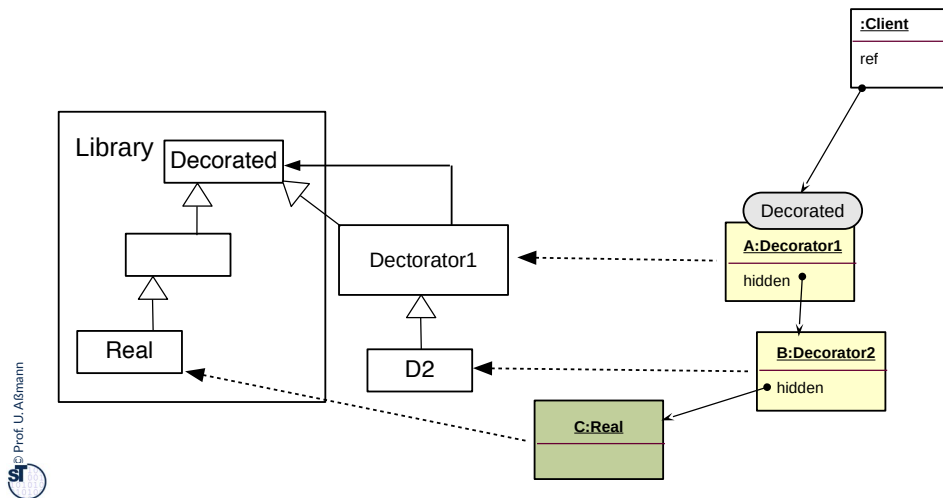 :Client
ref
Library
Decorated
Decorated
Dectorator1
A:Decorator1
hidden
Real
D2
B:Decorator2
hidden
C:Real
© Prof. U. Aßmann
ST